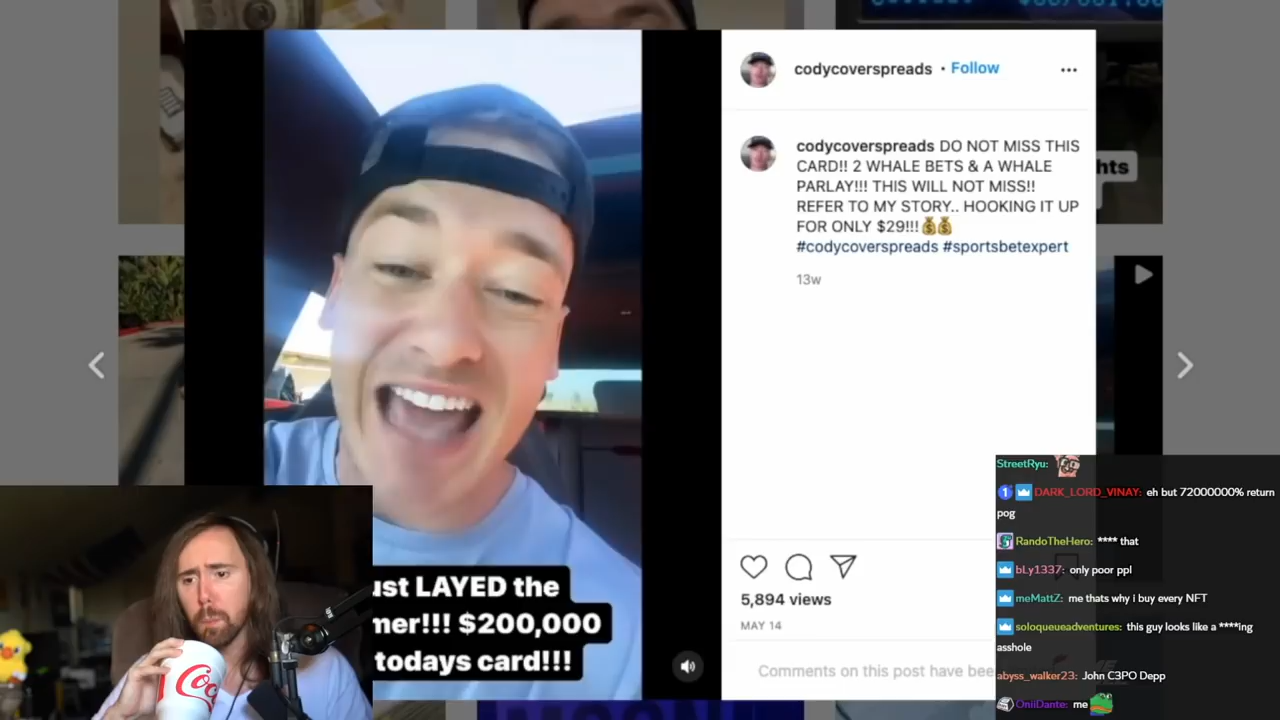 codycoverspreads • Follow
codycoverspreads DO NOT MISS THIS
CARD!! 2 WHALE BETS & A WHALE
PARLAY!!! THIS WILL NOT MISS!!
REFER TO MY STORY.. HOOKING IT UP
FOR ONLY $29!!!💰💰
#codycoverspreads #sportsbetexpert
13w
hts
ust LAYED the
mer!!! $200,000
todays card!!!
5,894 views
MAY 14
Comments on this post have bee
StreetRyu:
1 DARK_LORD_VINAY: eh but 72000000% return
pog
RandoTheHero: **** that
bLy1337: only poor ppl
meMattZ: me thats why i buy every NFT
soloqueueadventures: this guy looks like a ****ing
asshole
abyss_walker23: John C3PO Depp
OniiDante: me
Coc